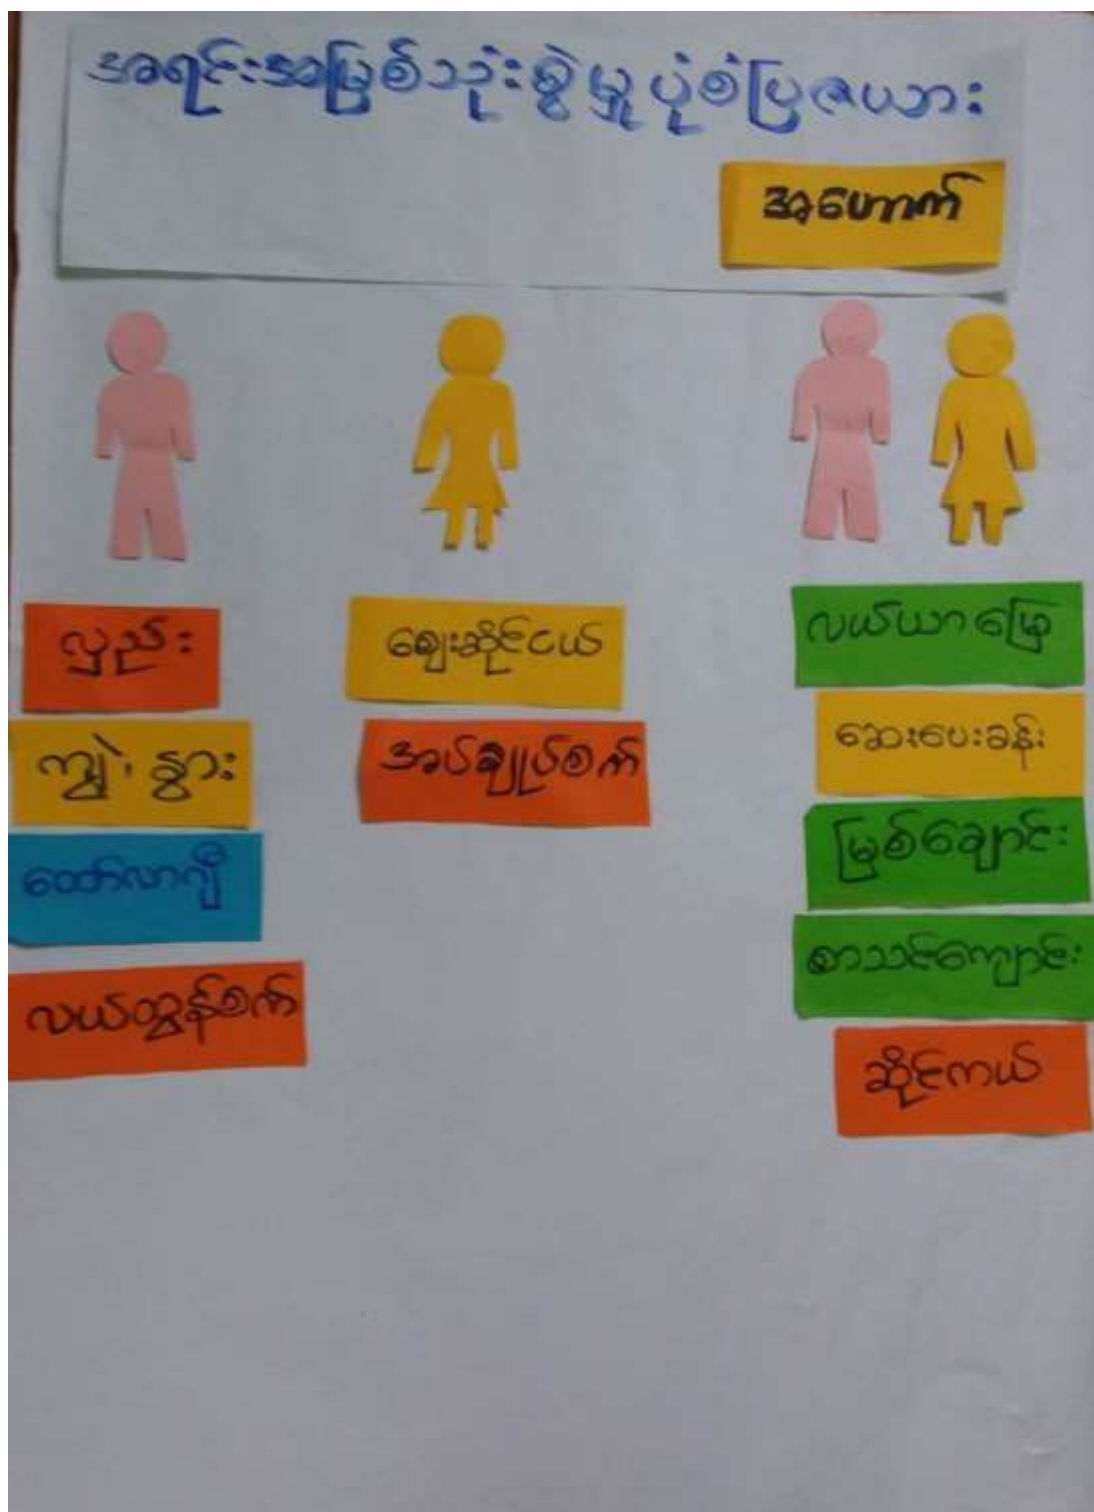 အရင်းအမြစ်သုံးစွဲမှုပုံစံပြဇယား
အဟောက်
လှည်း
ကျွဲ၊ နွား
ထော်လာဂျီ
လယ်ထွန်စက်
ဈေးဆိုင်ငယ်
အပ်ချုပ်စက်
လယ်ယာမြေ
ဆေးပေးခန်း
မြစ်ချောင်း
စာသင်ကျောင်း
ဆိုင်ကယ်